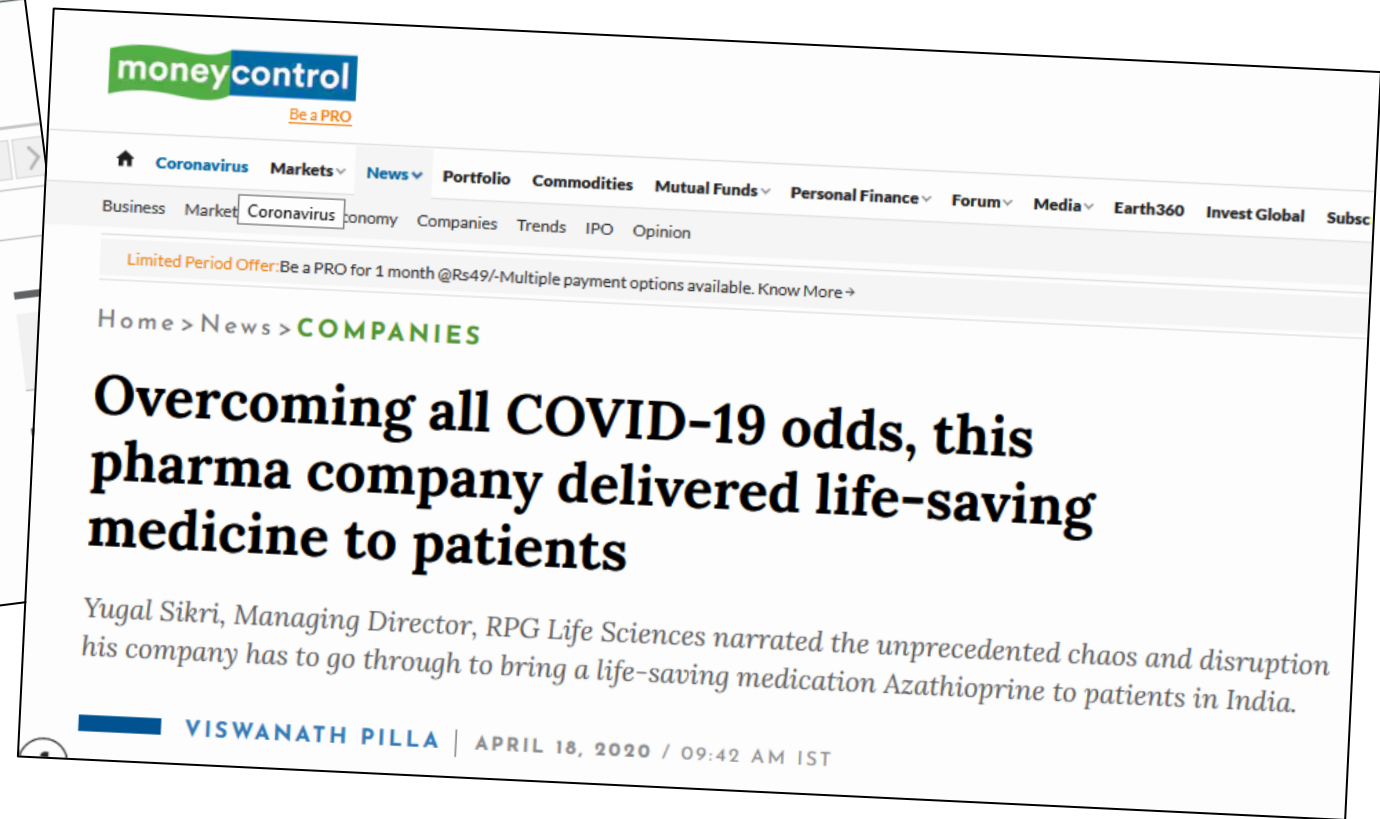 moneycontrol
Be a PRO
Coronavirus Markets News Portfolio Commodities Mutual Funds Personal Finance Forum Media Earth360 Invest Global Subsc
Business Market Coronavirus conomy Companies Trends IPO Opinion
Limited Period Offer:Be a PRO for 1 month @Rs49/-Multiple payment options available. Know More→
Home > News > COMPANIES
Overcoming all COVID-19 odds, this
pharma company delivered life-saving
medicine to patients
Yugal Sikri, Managing Director, RPG Life Sciences narrated the unprecedented chaos and disruption
his company has to go through to bring a life-saving medication Azathioprine to patients in India.
VISWANATH PILLA | APRIL 18, 2020 / 09:42 AM IST